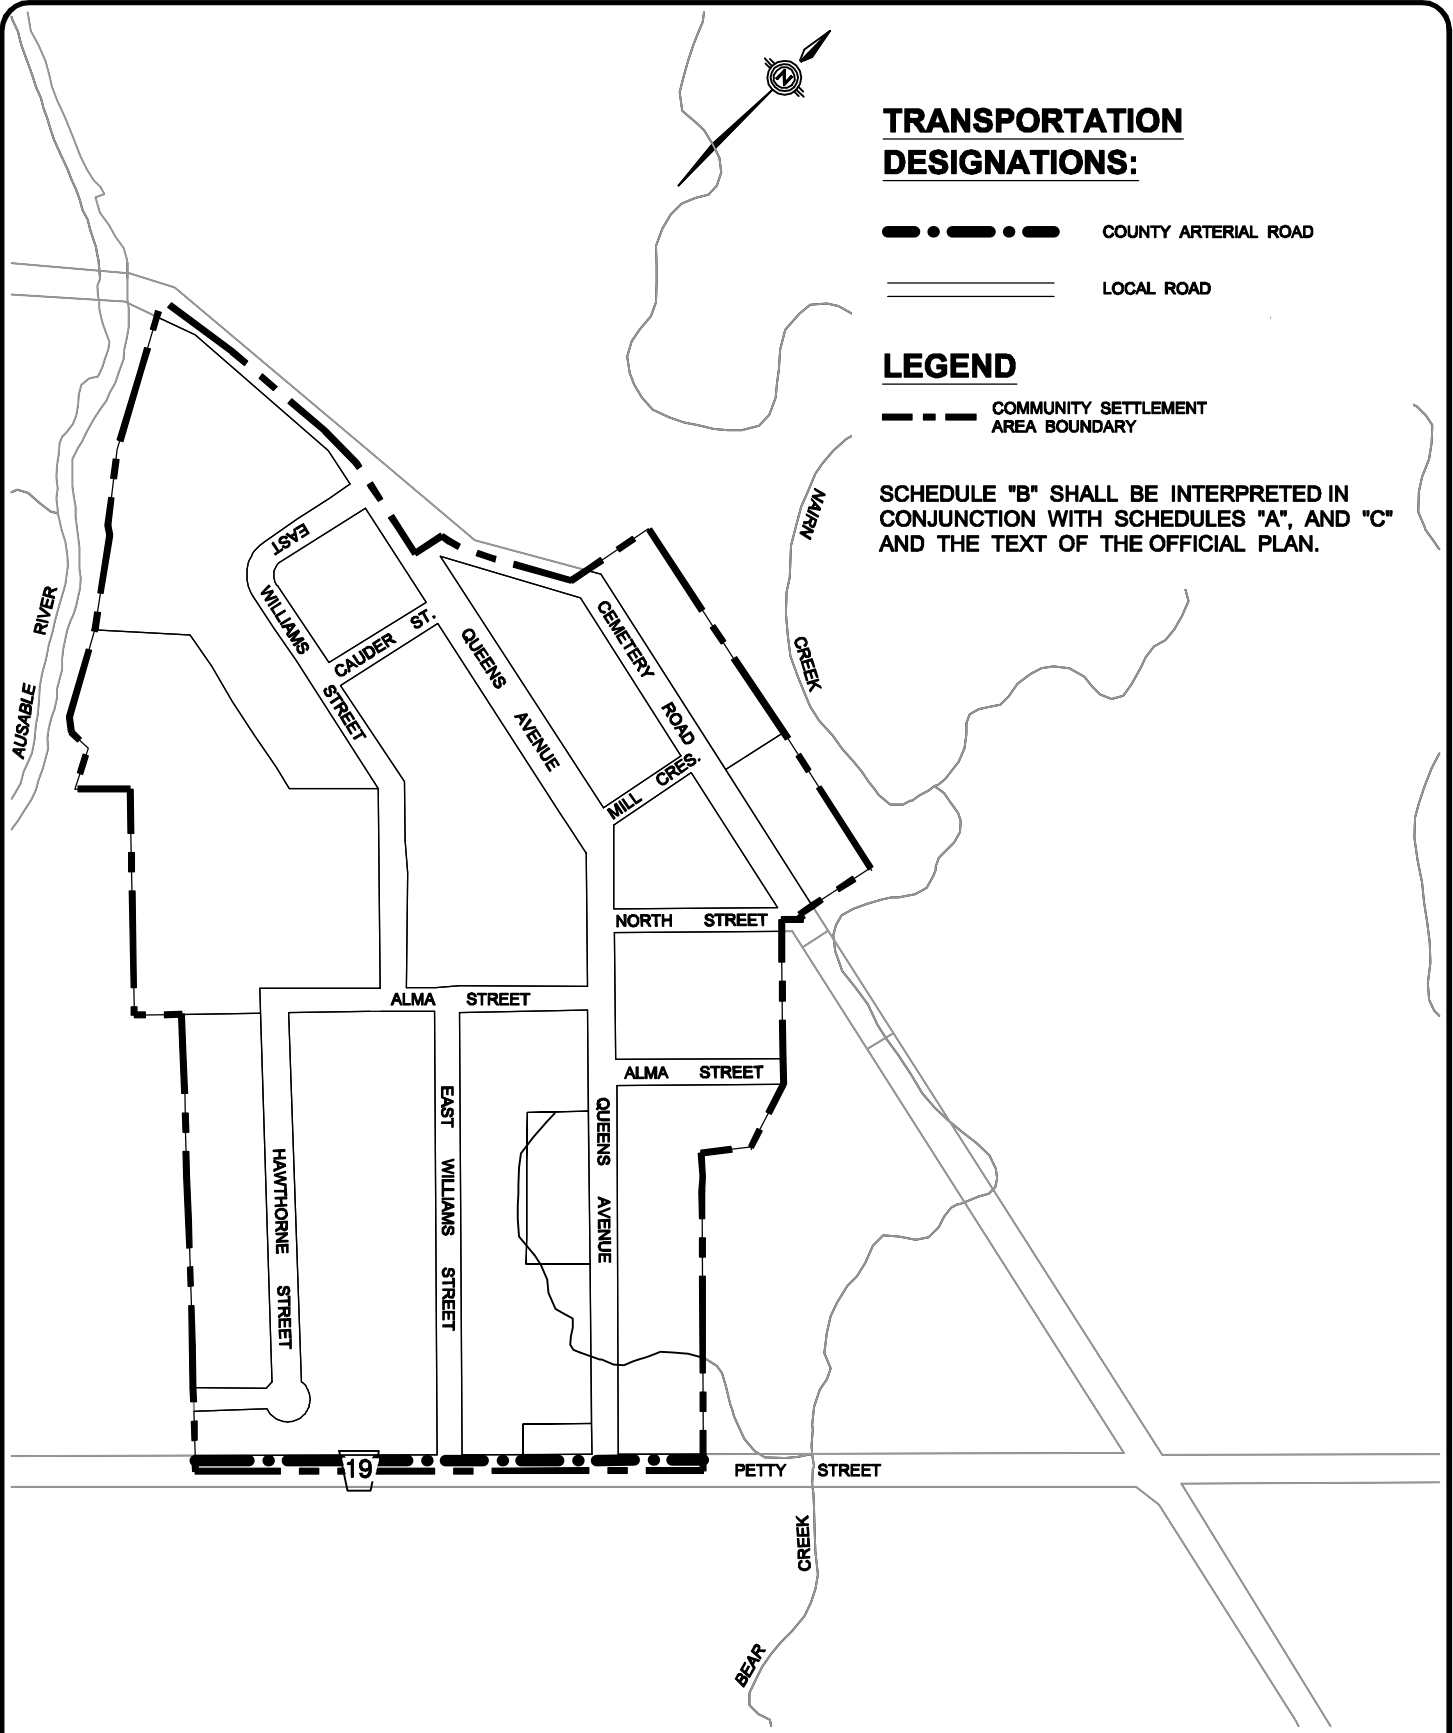 N
TRANSPORTATION
DESIGNATIONS:
COUNTY ARTERIAL ROAD
LOCAL ROAD
LEGEND
COMMUNITY SETTLEMENT
AREA BOUNDARY
SCHEDULE "B" SHALL BE INTERPRETED IN
CONJUNCTION WITH SCHEDULES "A", AND "C"
AND THE TEXT OF THE OFFICIAL PLAN.
NAIRN
CREEK
AUSABLE RIVER
EAST
WILLIAMS
STREET
CAUDER ST.
QUEENS
AVENUE
CEMETERY
ROAD
MILL CRES.
NORTH STREET
ALMA STREET
ALMA STREET
HAWTHORNE STREET
EAST WILLIAMS STREET
QUEENS AVENUE
19
PETTY STREET
BEAR CREEK